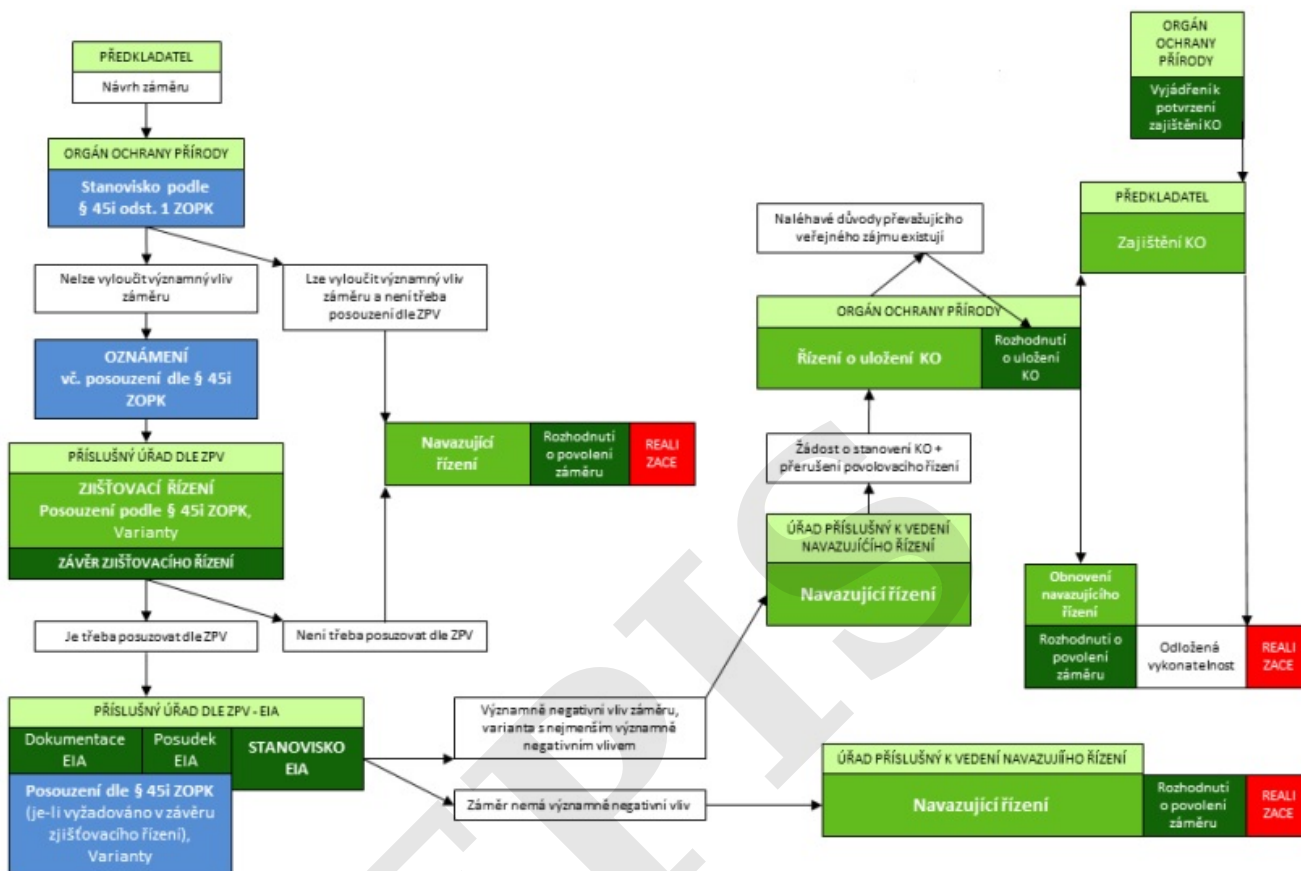 PŘEDKLADATEL
Návrh záměru
ORGÁN OCHRANY PŘÍRODY
Stanovisko podle
§ 45i odst. 1 ZOPK
Nelze vyloučit významný vliv
záměru
Lze vyloučit významný vliv
záměru a není třeba
posouzení dle ZPV
OZNÁMENÍ
vč. posouzení dle § 45i
ZOPK
PŘÍSLUŠNÝ ÚŘAD DLE ZPV
ZJIŠŤOVACÍ ŘÍZENÍ
Posouzení podle § 45i ZOPK,
Varianty
ZÁVĚR ZJIŠŤOVACÍHO ŘÍZENÍ
Navazující
řízení
Rozhodnutí
o povolení
záměru
REALI
ZACE
Je třeba posuzovat dle ZPV
Není třeba posuzovat dle ZPV
PŘÍSLUŠNÝ ÚŘAD DLE ZPV - EIA
Dokumentace
EIA
Posudek
EIA
STANOVISKO
EIA
Posouzení dle § 45i ZOPK
(je-li vyžadováno v závěru
zjišťovacího řízení),
Varianty
Významně negativní vliv záměru,
varianta s nejmenším významně
negativním vlivem
Záměr nemá významně negativní vliv
ÚŘAD PŘÍSLUŠNÝ K VEDENÍ
NAVAZUJÍČÍHO ŘÍZENÍ
Navazující řízení
Žádost o stanovení KO +
přerušení povolovacího řízení
ORGÁN OCHRANY PŘÍRODY
Řízení o uložení KO
Rozhodnutí
o uložení
KO
Naléhavé důvody převažujícího
veřejného zájmu existují
ORGÁN
OCHRANY
PŘÍRODY
Vyjádření k
potvrzení
zajištění KO
PŘEDKLADATEL
Zajištění KO
Obnovení
navazujícího
řízení
Rozhodnutí o
povolení
záměru
Odložená
vykonatelnost
REALI
ZACE
ÚŘAD PŘÍSLUŠNÝ K VEDENÍ NAVAZUJÍÍHO ŘÍZENÍ
Navazující řízení
Rozhodnutí
o povolení
záměru
REALI
ZACE